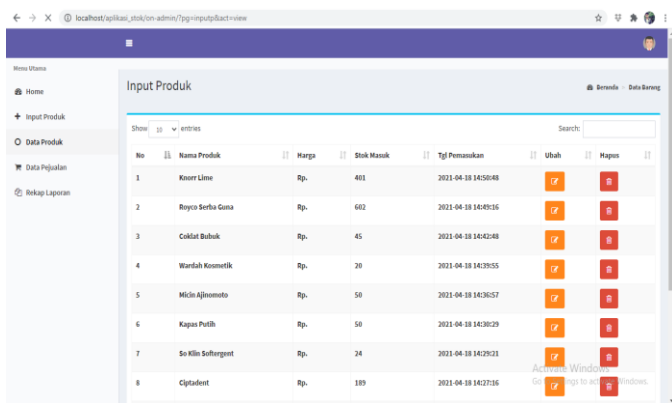 localhost/aplikasi_stok/on-admin/?pg=inputp&act=view
Menu Utama
Home
Input Produk
Data Produk
Data Pejualan
Rekap Laporan
Input Produk
Beranda > Data Barang
Show 10 entries
Search:
No Nama Produk Harga Stok Masuk Tgl Pemasukan Ubah Hapus
1 Knorr Lime Rp. 401 2021-04-18 14:50:48
2 Royco Serba Guna Rp. 602 2021-04-18 14:49:16
3 Coklat Bubuk Rp. 45 2021-04-18 14:42:48
4 Wardah Kosmetik Rp. 20 2021-04-18 14:39:55
5 Micin Ajinomoto Rp. 50 2021-04-18 14:36:57
6 Kapas Putih Rp. 50 2021-04-18 14:30:29
7 So Klin Softergent Rp. 24 2021-04-18 14:29:21
8 Ciptadent Rp. 189 2021-04-18 14:27:16
Activate Windows
Go to Settings to activate Windows.